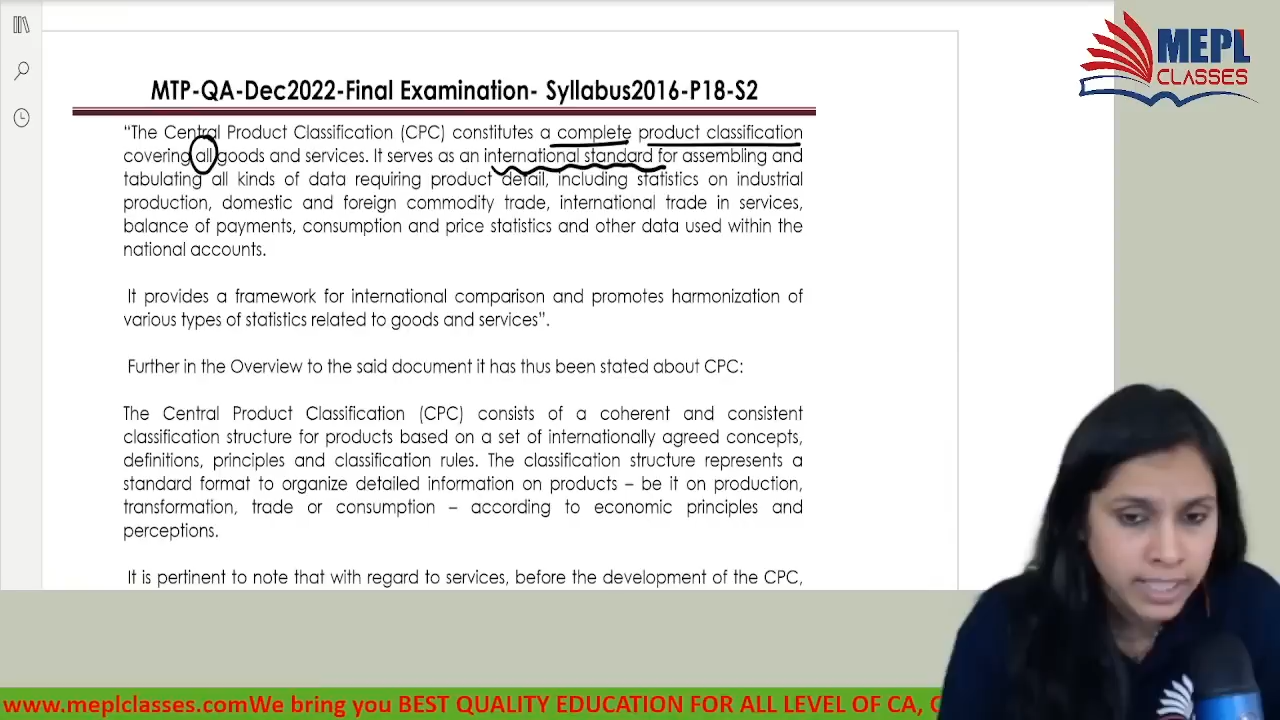 MEPL
CLASSES
MTP-QA-Dec2022-Final Examination- Syllabus2016-P18-S2
“The Central Product Classification (CPC) constitutes a complete product classification
covering all goods and services. It serves as an international standard for assembling and
tabulating all kinds of data requiring product detail, including statistics on industrial
production, domestic and foreign commodity trade, international trade in services,
balance of payments, consumption and price statistics and other data used within the
national accounts.
It provides a framework for international comparison and promotes harmonization of
various types of statistics related to goods and services”.
Further in the Overview to the said document it has thus been stated about CPC:
The Central Product Classification (CPC) consists of a coherent and consistent
classification structure for products based on a set of internationally agreed concepts,
definitions, principles and classification rules. The classification structure represents a
standard format to organize detailed information on products – be it on production,
transformation, trade or consumption – according to economic principles and
perceptions.
It is pertinent to note that with regard to services, before the development of the CPC,
www.meplclasses.comWe bring you BEST QUALITY EDUCATION FOR ALL LEVEL OF CA,